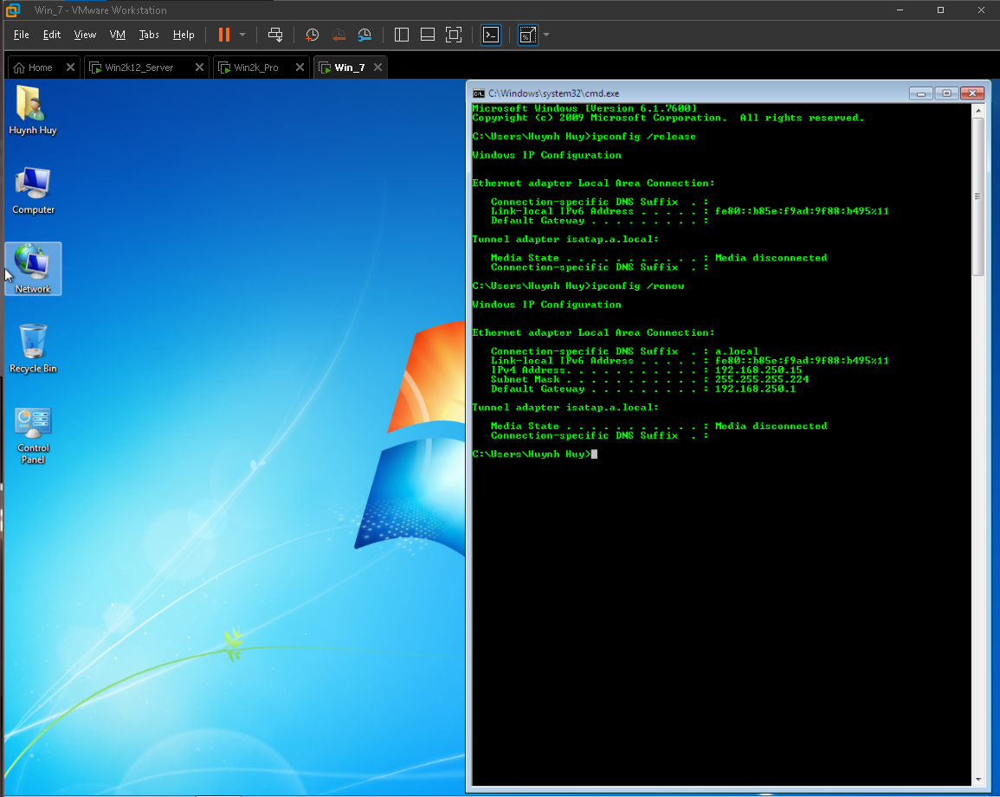 Win_7 - VMware Workstation
File Edit View VM Tabs Help
Home Win2k12_Server Win2k_Pro Win_7
Huynh Huy
Computer
Network
Recycle Bin
Control
Panel
C:\Windows\system32\cmd.exe
Microsoft Windows [Version 6.1.7600]
Copyright (c) 2009 Microsoft Corporation.  All rights reserved.
C:\Users\Huynh Huy>ipconfig /release
Windows IP Configuration
Ethernet adapter Local Area Connection:
Connection-specific DNS Suffix  . :
Link-local IPv6 Address . . . . . : fe80::b85e:f9ad:9f88:b495%11
Default Gateway . . . . . . . . . :
Tunnel adapter isatap.a.local:
Media State . . . . . . . . . . . : Media disconnected
Connection-specific DNS Suffix  . :
C:\Users\Huynh Huy>ipconfig /renew
Windows IP Configuration
Ethernet adapter Local Area Connection:
Connection-specific DNS Suffix  . : a.local
Link-local IPv6 Address . . . . . : fe80::b85e:f9ad:9f88:b495%11
IPv4 Address. . . . . . . . . . . : 192.168.250.15
Subnet Mask . . . . . . . . . . . : 255.255.255.224
Default Gateway . . . . . . . . . : 192.168.250.1
Tunnel adapter isatap.a.local:
Media State . . . . . . . . . . . : Media disconnected
Connection-specific DNS Suffix  . :
C:\Users\Huynh Huy>